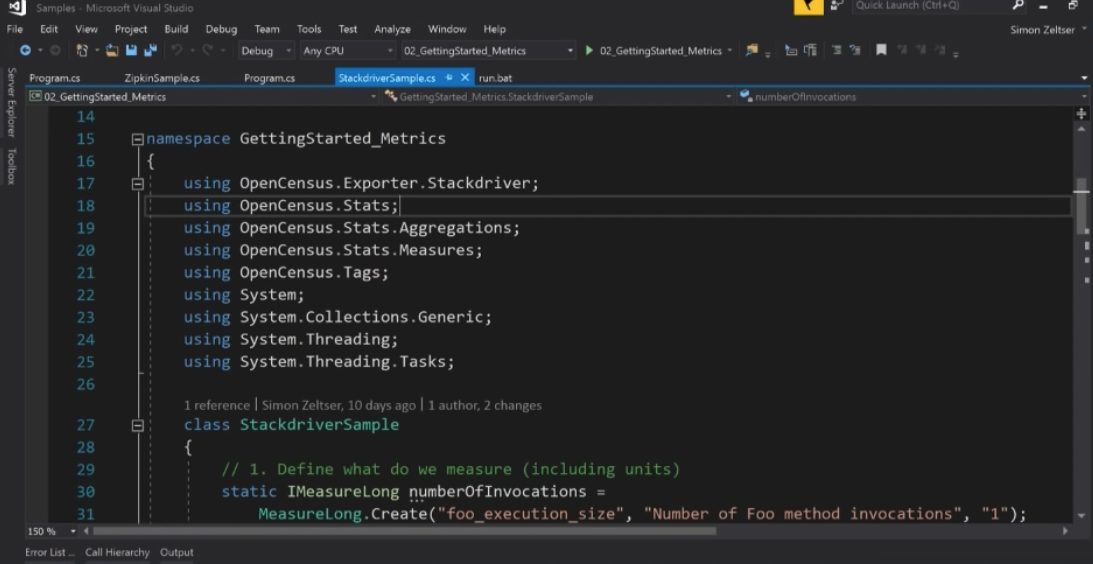 Samples - Microsoft Visual Studio
Quick Launch (Ctrl+Q)
File Edit View Project Build Debug Team Tools Test Analyze Window Help
Simon Zeltser
Debug Any CPU 02_GettingStarted_Metrics 02_GettingStarted_Metrics
Server Explorer
Toolbox
Program.cs ZipkinSample.cs Program.cs StackdriverSample.cs run.bat
02_GettingStarted_Metrics GettingStarted_Metrics.StackdriverSample numberOfInvocations
14
15 namespace GettingStarted_Metrics
16 {
17 using OpenCensus.Exporter.Stackdriver;
18 using OpenCensus.Stats;
19 using OpenCensus.Stats.Aggregations;
20 using OpenCensus.Stats.Measures;
21 using OpenCensus.Tags;
22 using System;
23 using System.Collections.Generic;
24 using System.Threading;
25 using System.Threading.Tasks;
26
1 reference | Simon Zeltser, 10 days ago | 1 author, 2 changes
27 class StackdriverSample
28 {
29 // 1. Define what do we measure (including units)
30 static IMeasureLong numberOfInvocations =
31 MeasureLong.Create("foo_execution_size", "Number of Foo method invocations", "1");
150 %
Error List ... Call Hierarchy Output